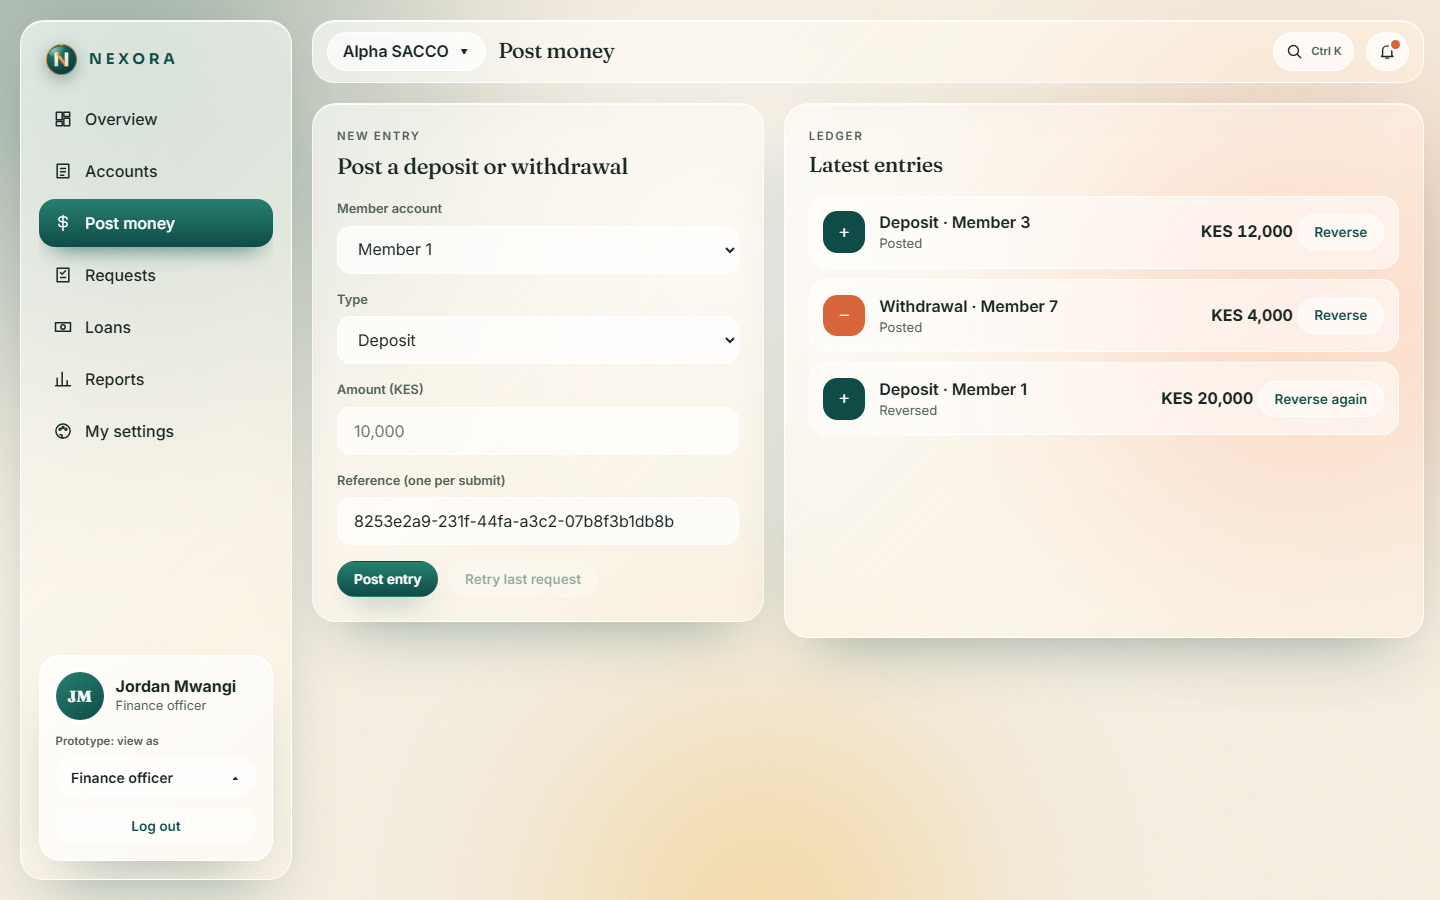 NEXORA
Overview
Accounts
Post money
Requests
Loans
Reports
My settings
JM
Jordan Mwangi
Finance officer
Prototype: view as
Finance officer
Log out
Alpha SACCO
Post money
Ctrl K
NEW ENTRY
Post a deposit or withdrawal
Member account
Member 1
Type
Deposit
Amount (KES)
10,000
Reference (one per submit)
8253e2a9-231f-44fa-a3c2-07b8f3b1db8b
Post entry
Retry last request
LEDGER
Latest entries
+
Deposit · Member 3
Posted
KES 12,000
Reverse
−
Withdrawal · Member 7
Posted
KES 4,000
Reverse
+
Deposit · Member 1
Reversed
KES 20,000
Reverse again